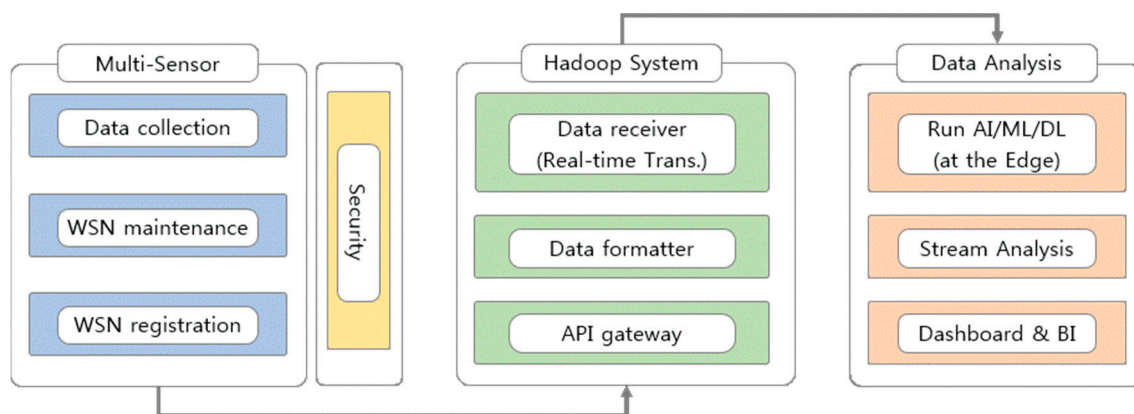 Multi-Sensor
Data collection
WSN maintenance
WSN registration
Security
Hadoop System
Data receiver
(Real-time Trans.)
Data formatter
API gateway
Data Analysis
Run AI/ML/DL
(at the Edge)
Stream Analysis
Dashboard & BI